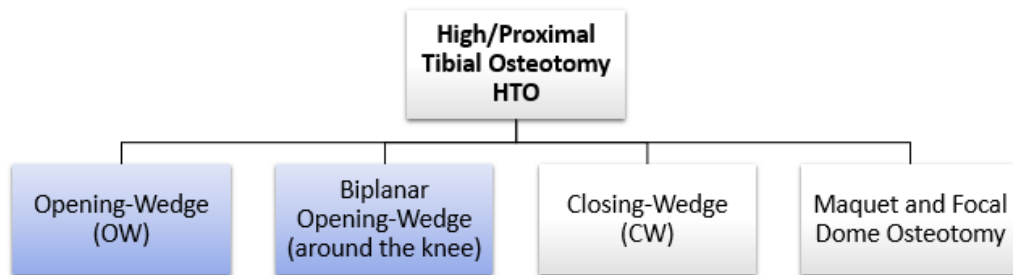 High/Proximal
Tibial Osteotomy
HTO
Opening-Wedge
(OW)
Biplanar
Opening-Wedge
(around the knee)
Closing-Wedge
(CW)
Maquet and Focal
Dome Osteotomy